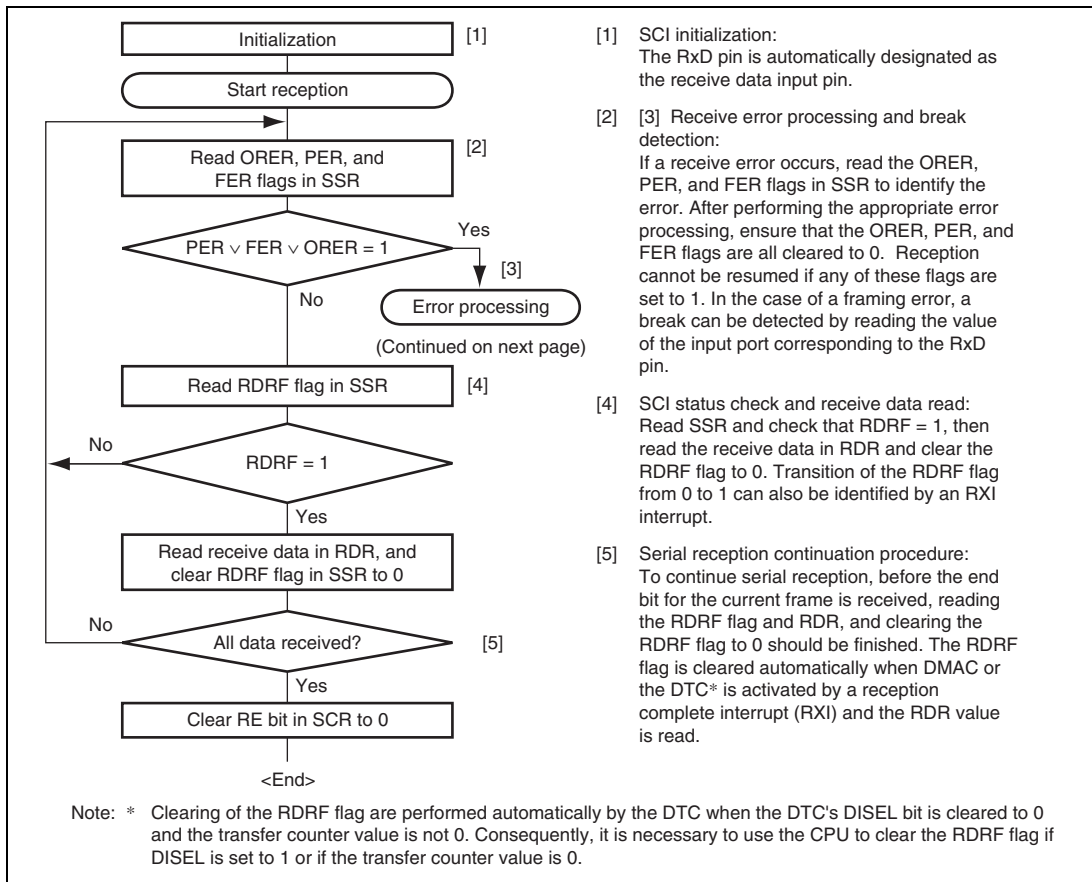 Initialization [1]
Start reception
Read ORER, PER, and [2]
FER flags in SSR
PER ∨ FER ∨ ORER = 1
Yes
[3]
No
Error processing
(Continued on next page)
Read RDRF flag in SSR [4]
No
RDRF = 1
Yes
Read receive data in RDR, and
clear RDRF flag in SSR to 0
No
All data received? [5]
Yes
Clear RE bit in SCR to 0
<End>
[1] SCI initialization:
The RxD pin is automatically designated as
the receive data input pin.
[2] [3] Receive error processing and break
detection:
If a receive error occurs, read the ORER,
PER, and FER flags in SSR to identify the
error. After performing the appropriate error
processing, ensure that the ORER, PER, and
FER flags are all cleared to 0. Reception
cannot be resumed if any of these flags are
set to 1. In the case of a framing error, a
break can be detected by reading the value
of the input port corresponding to the RxD
pin.
[4] SCI status check and receive data read:
Read SSR and check that RDRF = 1, then
read the receive data in RDR and clear the
RDRF flag to 0. Transition of the RDRF flag
from 0 to 1 can also be identified by an RXI
interrupt.
[5] Serial reception continuation procedure:
To continue serial reception, before the end
bit for the current frame is received, reading
the RDRF flag and RDR, and clearing the
RDRF flag to 0 should be finished. The RDRF
flag is cleared automatically when DMAC or
the DTC* is activated by a reception
complete interrupt (RXI) and the RDR value
is read.
Note: * Clearing of the RDRF flag are performed automatically by the DTC when the DTC's DISEL bit is cleared to 0
and the transfer counter value is not 0. Consequently, it is necessary to use the CPU to clear the RDRF flag if
DISEL is set to 1 or if the transfer counter value is 0.